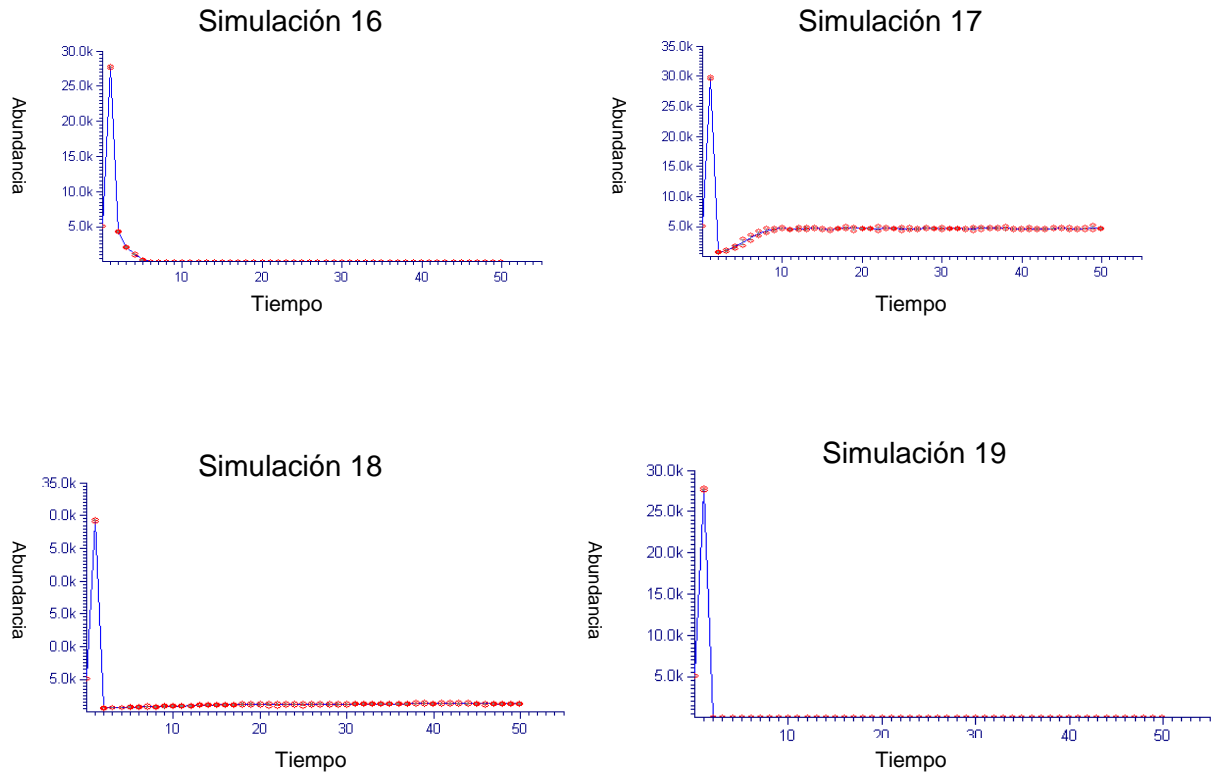 Simulación 16
30.0k
25.0k
20.0k
15.0k
10.0k
5.0k
Abundancia
10 20 30 40 50
Tiempo
Simulación 17
35.0k
30.0k
25.0k
20.0k
15.0k
10.0k
5.0k
Abundancia
10 20 30 40 50
Tiempo
Simulación 18
35.0k
0.0k
5.0k
0.0k
5.0k
0.0k
5.0k
Abundancia
10 20 30 40 50
Tiempo
Simulación 19
30.0k
25.0k
20.0k
15.0k
10.0k
5.0k
Abundancia
10 20 30 40 50
Tiempo